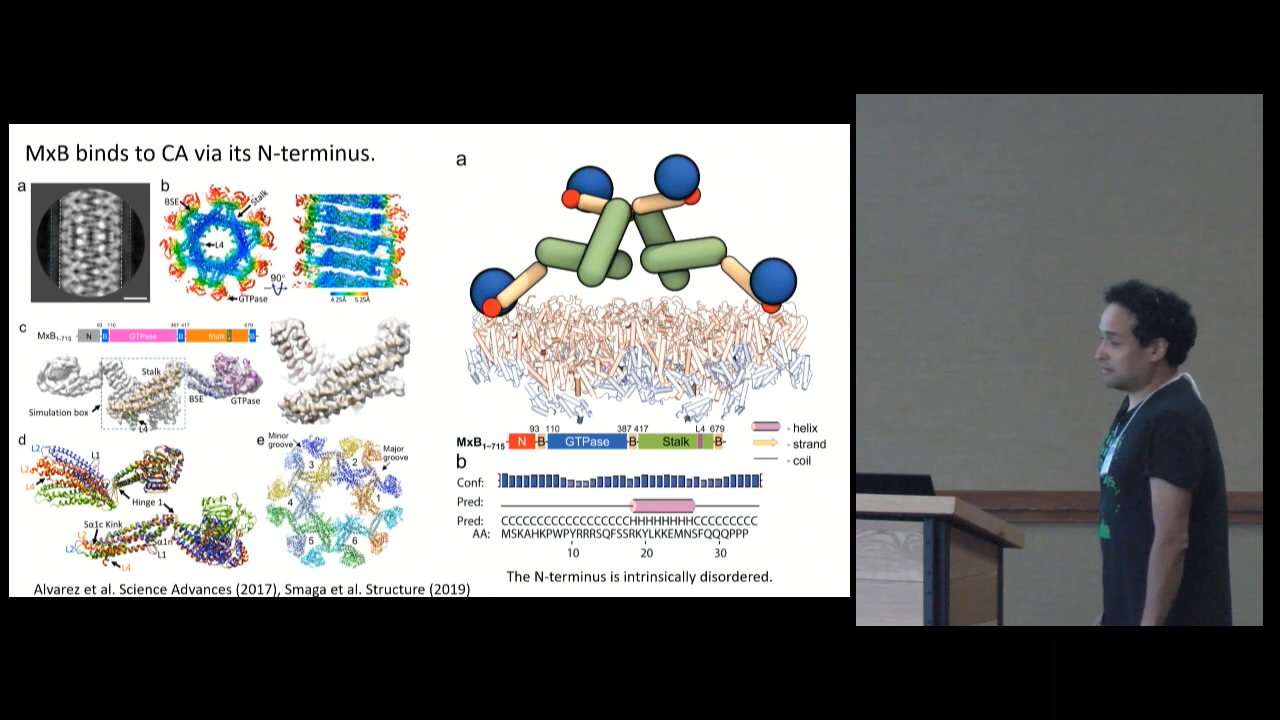 MxB binds to CA via its N-terminus.
a
b
BSE
Stalk
L4
90°
GTPase
4.25Å 5.25Å
c
93 110 387 417 679
MxB1-715 N B GTPase B Stalk B
Stalk
BSE
GTPase
Simulation box
L4
d
L2
L1
L2
L4
Hinge 1
Sα1c Kink
L2
α1n
L1
L4
e
Minor
groove
Major
groove
3
2
4
1
5
6
Alvarez et al. Science Advances (2017), Smaga et al. Structure (2019)
a
93 110 387 417 L4 679
MxB1-715 N B GTPase B Stalk B
- helix
- strand
- coil
b
Conf:
Pred:
Pred: CCCCCCCCCCCCCCCCCCHHHHHHHHHCCCCCCCCC
AA: MSKAHKPWPYRRRSQFSSRKYLKKEMNSFQQQPPP
10 20 30
The N-terminus is intrinsically disordered.